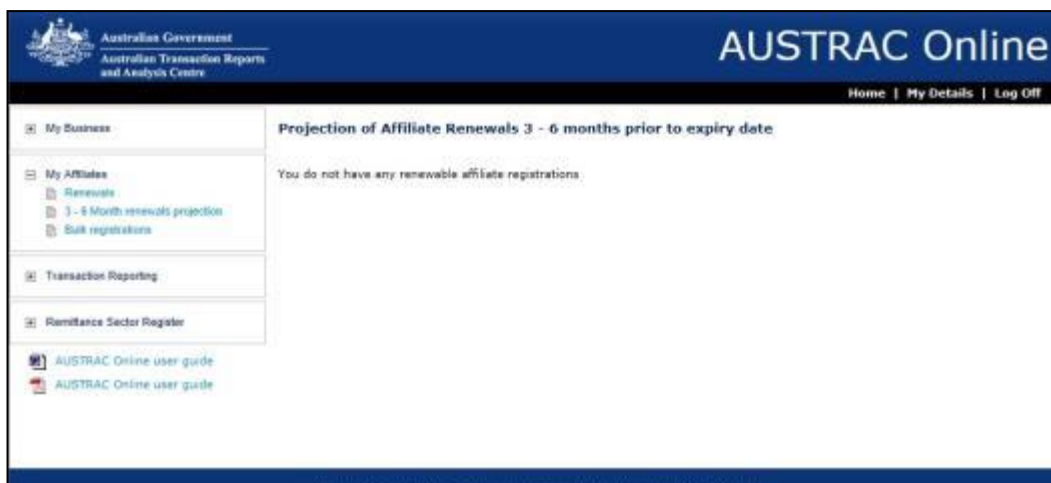 Australian Government
Australian Transaction Reports
and Analysis Centre
AUSTRAC Online
Home | My Details | Log Off
My Business
My Affiliates
Renewals
3 - 6 Month renewals projection
Bulk registrations
Transaction Reporting
Remittance Sector Register
AUSTRAC Online user guide
AUSTRAC Online user guide
Projection of Affiliate Renewals 3 - 6 months prior to expiry date
You do not have any renewable affiliate registrations